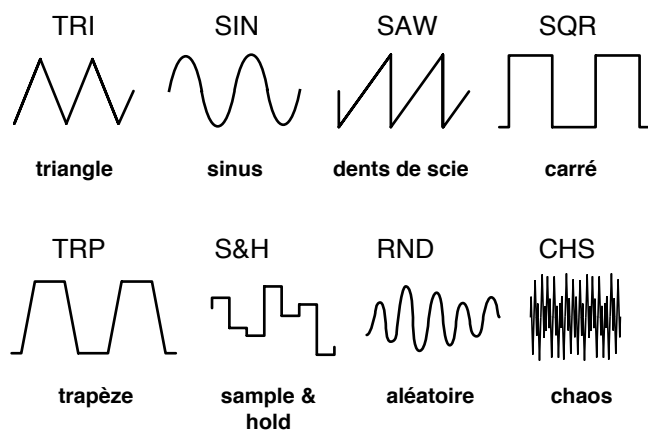 TRI SIN SAW SQR
triangle sinus dents de scie carré
TRP S&H RND CHS
trapèze sample & aléatoire chaos
hold